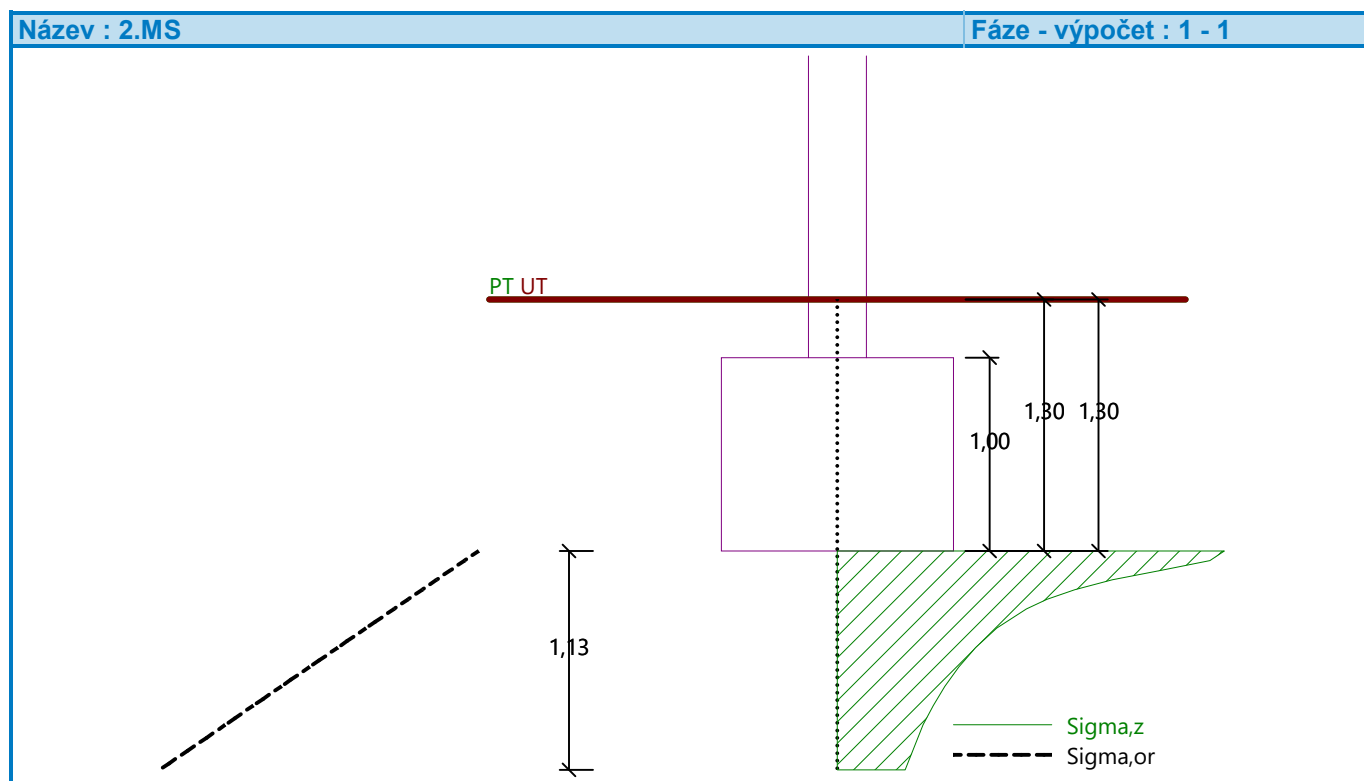 Název : 2.MS
Fáze - výpočet : 1 - 1
PT UT
1,30
1,30
1,00
1,13
Sigma,z
Sigma,or